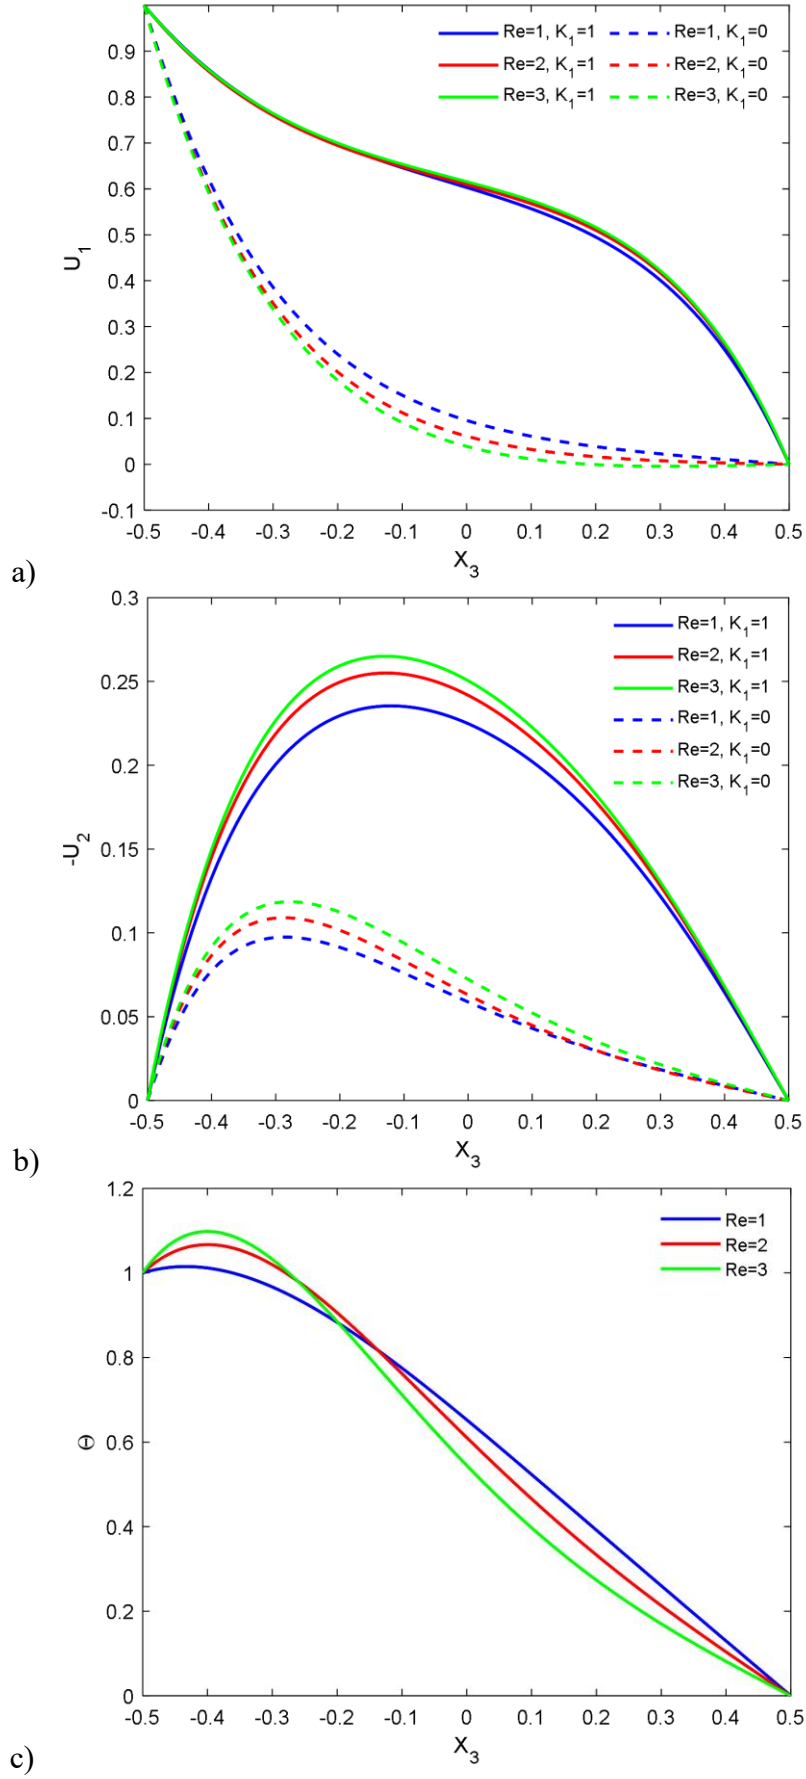 Re=1, K1=1 Re=1, K1=0
Re=2, K1=1 Re=2, K1=0
Re=3, K1=1 Re=3, K1=0
0.9
0.8
0.7
0.6
0.5
0.4
0.3
0.2
0.1
0
-0.1
U1
-0.5 -0.4 -0.3 -0.2 -0.1 0 0.1 0.2 0.3 0.4 0.5
X3
a)
Re=1, K1=1
Re=2, K1=1
Re=3, K1=1
Re=1, K1=0
Re=2, K1=0
Re=3, K1=0
0.3
0.25
0.2
0.15
0.1
0.05
0
-U2
-0.5 -0.4 -0.3 -0.2 -0.1 0 0.1 0.2 0.3 0.4 0.5
X3
b)
Re=1
Re=2
Re=3
1.2
1
0.8
0.6
0.4
0.2
0
Θ
-0.5 -0.4 -0.3 -0.2 -0.1 0 0.1 0.2 0.3 0.4 0.5
X3
c)